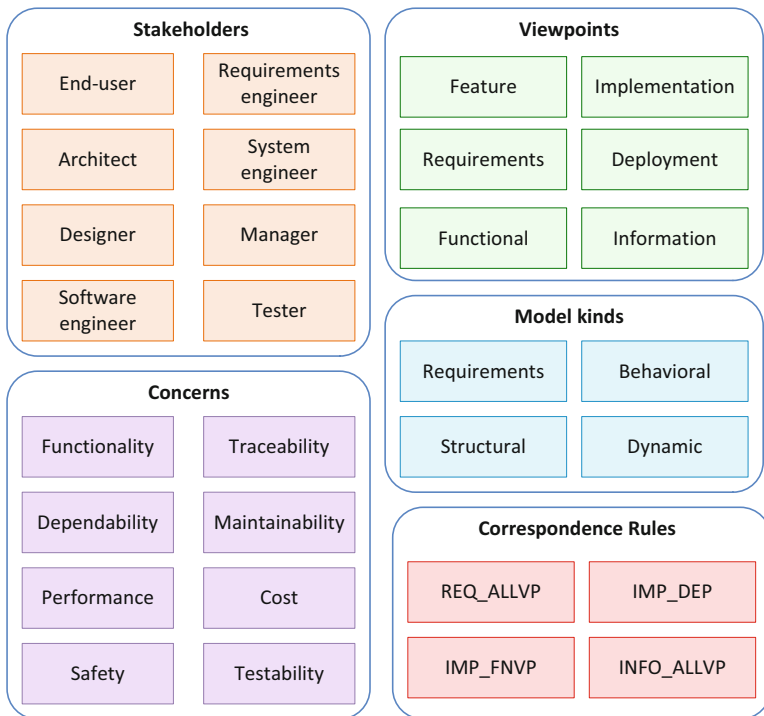 Stakeholders
End-user
Requirements
engineer
Architect
System
engineer
Designer
Manager
Software
engineer
Tester
Concerns
Functionality
Traceability
Dependability
Maintainability
Performance
Cost
Safety
Testability
Viewpoints
Feature
Implementation
Requirements
Deployment
Functional
Information
Model kinds
Requirements
Behavioral
Structural
Dynamic
Correspondence Rules
REQ_ALLVP
IMP_DEP
IMP_FNVP
INFO_ALLVP